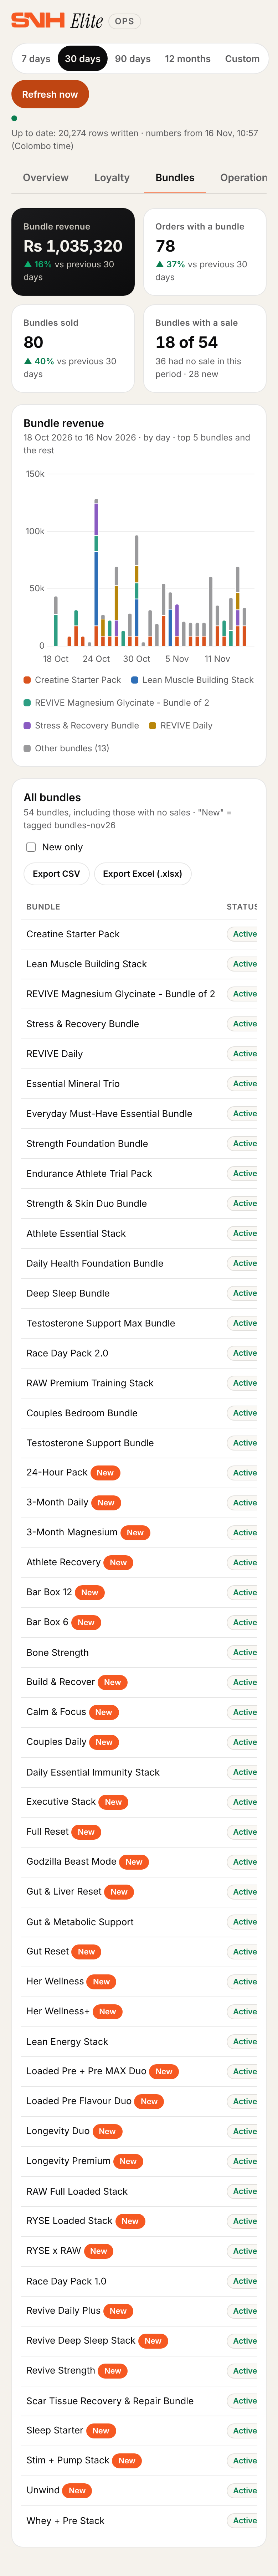 SNH Elite OPS
7 days 30 days 90 days 12 months Custom
Refresh now
Up to date: 20,274 rows written · numbers from 16 Nov, 10:57
(Colombo time)
Overview Loyalty Bundles Operation
Bundle revenue
Rs 1,035,320
▲ 16% vs previous 30
days
Orders with a bundle
78
▲ 37% vs previous 30
days
Bundles sold
80
▲ 40% vs previous 30
days
Bundles with a sale
18 of 54
36 had no sale in this
period · 28 new
Bundle revenue
18 Oct 2026 to 16 Nov 2026 · by day · top 5 bundles and
the rest
150k
100k
50k
0
18 Oct 24 Oct 30 Oct 5 Nov 11 Nov
Creatine Starter Pack Lean Muscle Building Stack
REVIVE Magnesium Glycinate - Bundle of 2
Stress & Recovery Bundle REVIVE Daily
Other bundles (13)
All bundles
54 bundles, including those with no sales · "New" =
tagged bundles-nov26
New only
Export CSV Export Excel (.xlsx)
BUNDLE STATUS
Creatine Starter Pack Active
Lean Muscle Building Stack Active
REVIVE Magnesium Glycinate - Bundle of 2 Active
Stress & Recovery Bundle Active
REVIVE Daily Active
Essential Mineral Trio Active
Everyday Must-Have Essential Bundle Active
Strength Foundation Bundle Active
Endurance Athlete Trial Pack Active
Strength & Skin Duo Bundle Active
Athlete Essential Stack Active
Daily Health Foundation Bundle Active
Deep Sleep Bundle Active
Testosterone Support Max Bundle Active
Race Day Pack 2.0 Active
RAW Premium Training Stack Active
Couples Bedroom Bundle Active
Testosterone Support Bundle Active
24-Hour Pack New Active
3-Month Daily New Active
3-Month Magnesium New Active
Athlete Recovery New Active
Bar Box 12 New Active
Bar Box 6 New Active
Bone Strength Active
Build & Recover New Active
Calm & Focus New Active
Couples Daily New Active
Daily Essential Immunity Stack Active
Executive Stack New Active
Full Reset New Active
Godzilla Beast Mode New Active
Gut & Liver Reset New Active
Gut & Metabolic Support Active
Gut Reset New Active
Her Wellness New Active
Her Wellness+ New Active
Lean Energy Stack Active
Loaded Pre + Pre MAX Duo New Active
Loaded Pre Flavour Duo New Active
Longevity Duo New Active
Longevity Premium New Active
RAW Full Loaded Stack Active
RYSE Loaded Stack New Active
RYSE x RAW New Active
Race Day Pack 1.0 Active
Revive Daily Plus New Active
Revive Deep Sleep Stack New Active
Revive Strength New Active
Scar Tissue Recovery & Repair Bundle Active
Sleep Starter New Active
Stim + Pump Stack New Active
Unwind New Active
Whey + Pre Stack Active